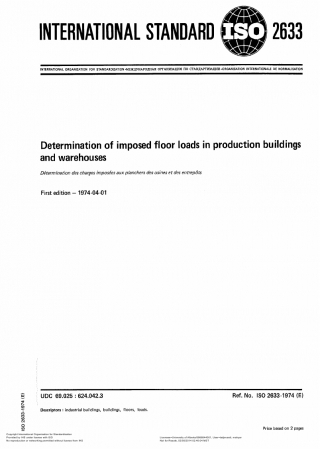 INTERNATIONAL STANDARD ISO 2633
INTERNATIONAL ORGANIZATION FOR STANDARDIZATION •МЕЖДУНАРОДНАЯ ОРГАНИЗАЦИЯ ПО СТАНДАРТИЗАЦИИ •ORGANISATION INTERNATIONALE DE NORMALISATION
Determination of imposed floor loads in production buildings
and warehouses
Détermination des charges imposées aux planchers des usines et des entrepôts
First edition – 1974-04-01
ISO 2633-1974 (E)
UDC 69.025 : 624.042.3
Ref. No. ISO 2633-1974 (E)
Descriptors : industrial buildings, buildings, floors, loads.
Price based on 2 pages